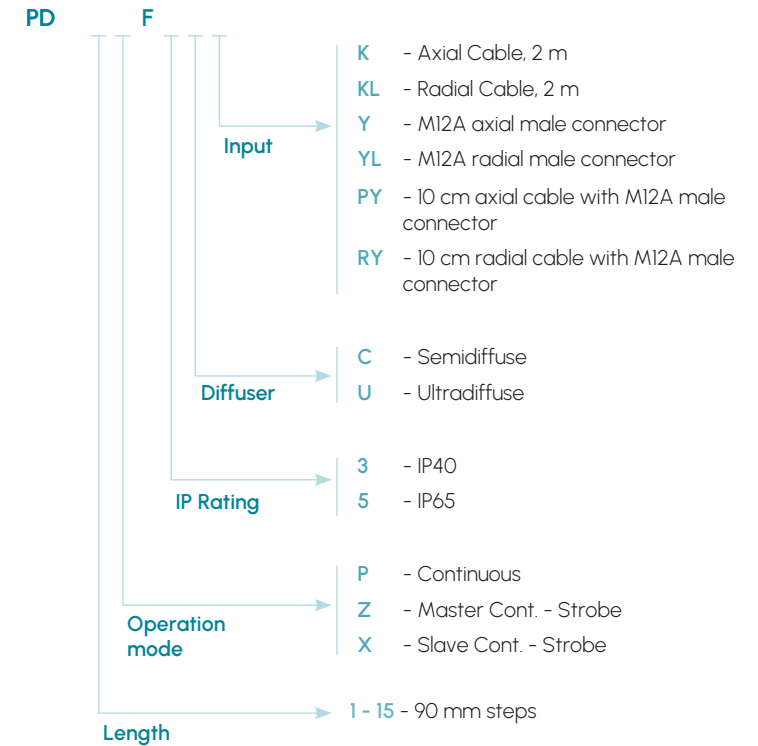 PD F
K - Axial Cable, 2 m
KL - Radial Cable, 2 m
Y - M12A axial male connector
Input
YL - M12A radial male connector
PY - 10 cm axial cable with M12A male
connector
RY - 10 cm radial cable with M12A male
connector
C - Semidiffuse
Diffuser
U - Ultradiffuse
3 - IP40
IP Rating
5 - IP65
P - Continuous
Z - Master Cont. - Strobe
Operation
mode
X - Slave Cont. - Strobe
1 - 15 - 90 mm steps
Length